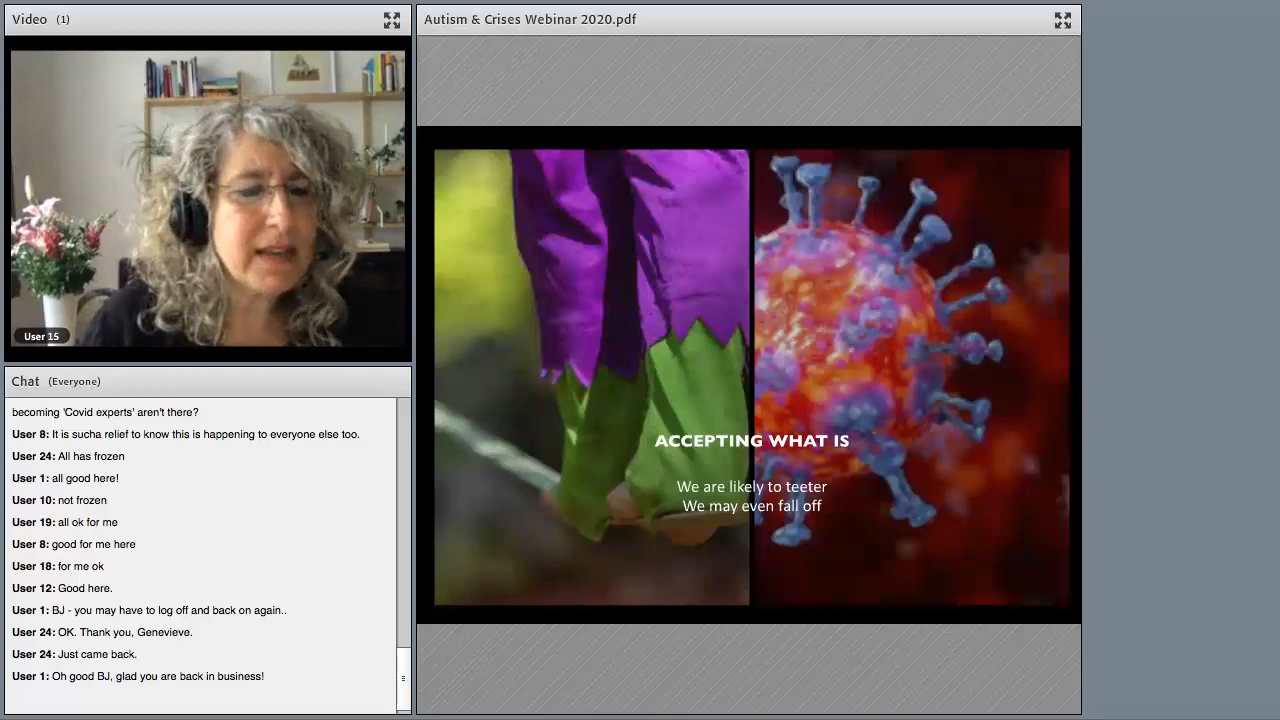 Video (1)
User 15
Chat (Everyone)
becoming 'Covid experts' aren't there?
User 8: It is sucha relief to know this is happening to everyone else too.
User 24: All has frozen
User 1: all good here!
User 10: not frozen
User 19: all ok for me
User 8: good for me here
User 18: for me ok
User 12: Good here.
User 1: BJ - you may have to log off and back on again..
User 24: OK. Thank you, Genevieve.
User 24: Just came back.
User 1: Oh good BJ, glad you are back in business!
Autism & Crises Webinar 2020.pdf
ACCEPTING WHAT IS
We are likely to teeter
We may even fall off